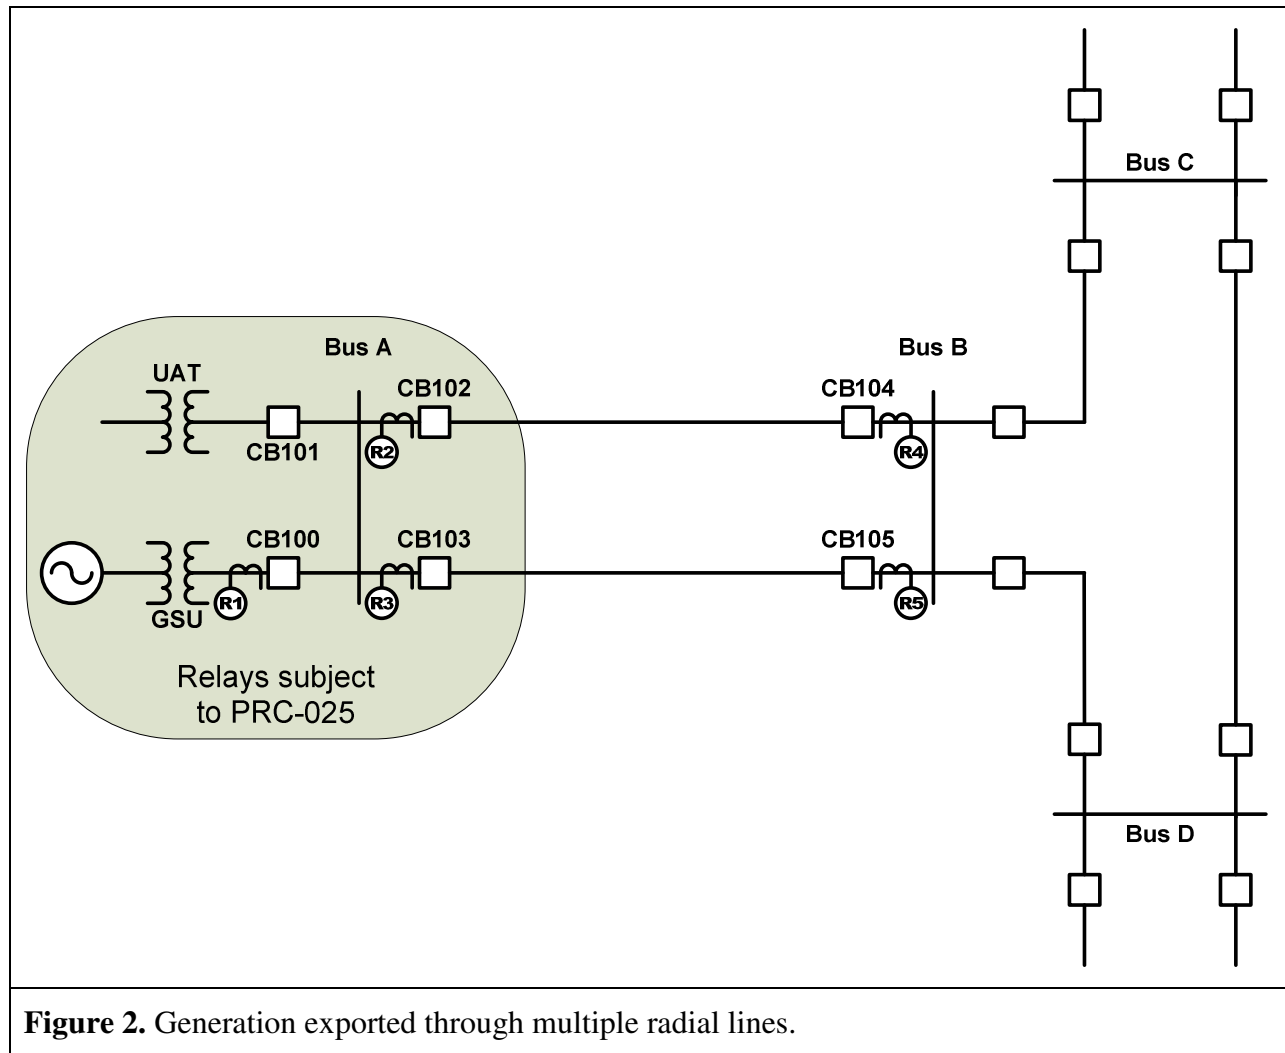 Bus C
Bus A
Bus B
UAT
CB102
CB104
CB101
R2
R4
CB100
CB103
CB105
R1
R3
R5
GSU
Relays subject
to PRC-025
Bus D
Figure 2. Generation exported through multiple radial lines.